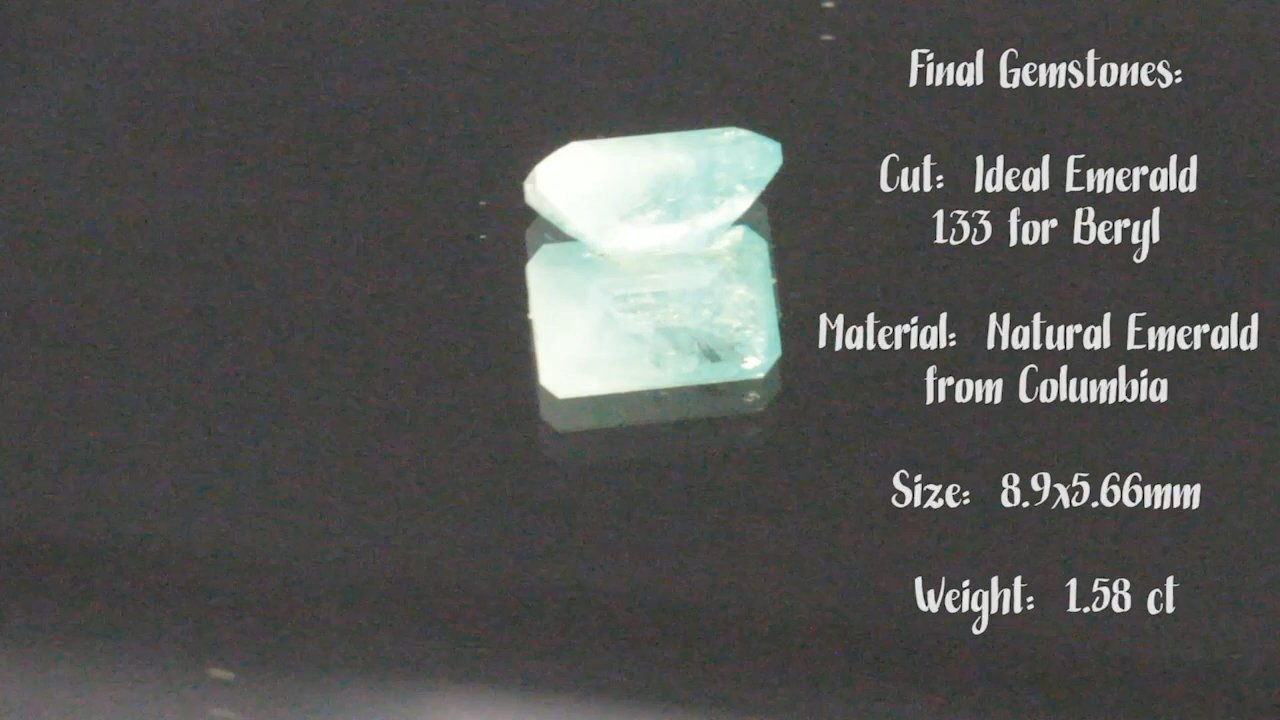 Final Gemstones:
Cut: Ideal Emerald
133 for Beryl
Material: Natural Emerald
from Columbia
Size: 8.9x5.66mm
Weight: 1.58 ct